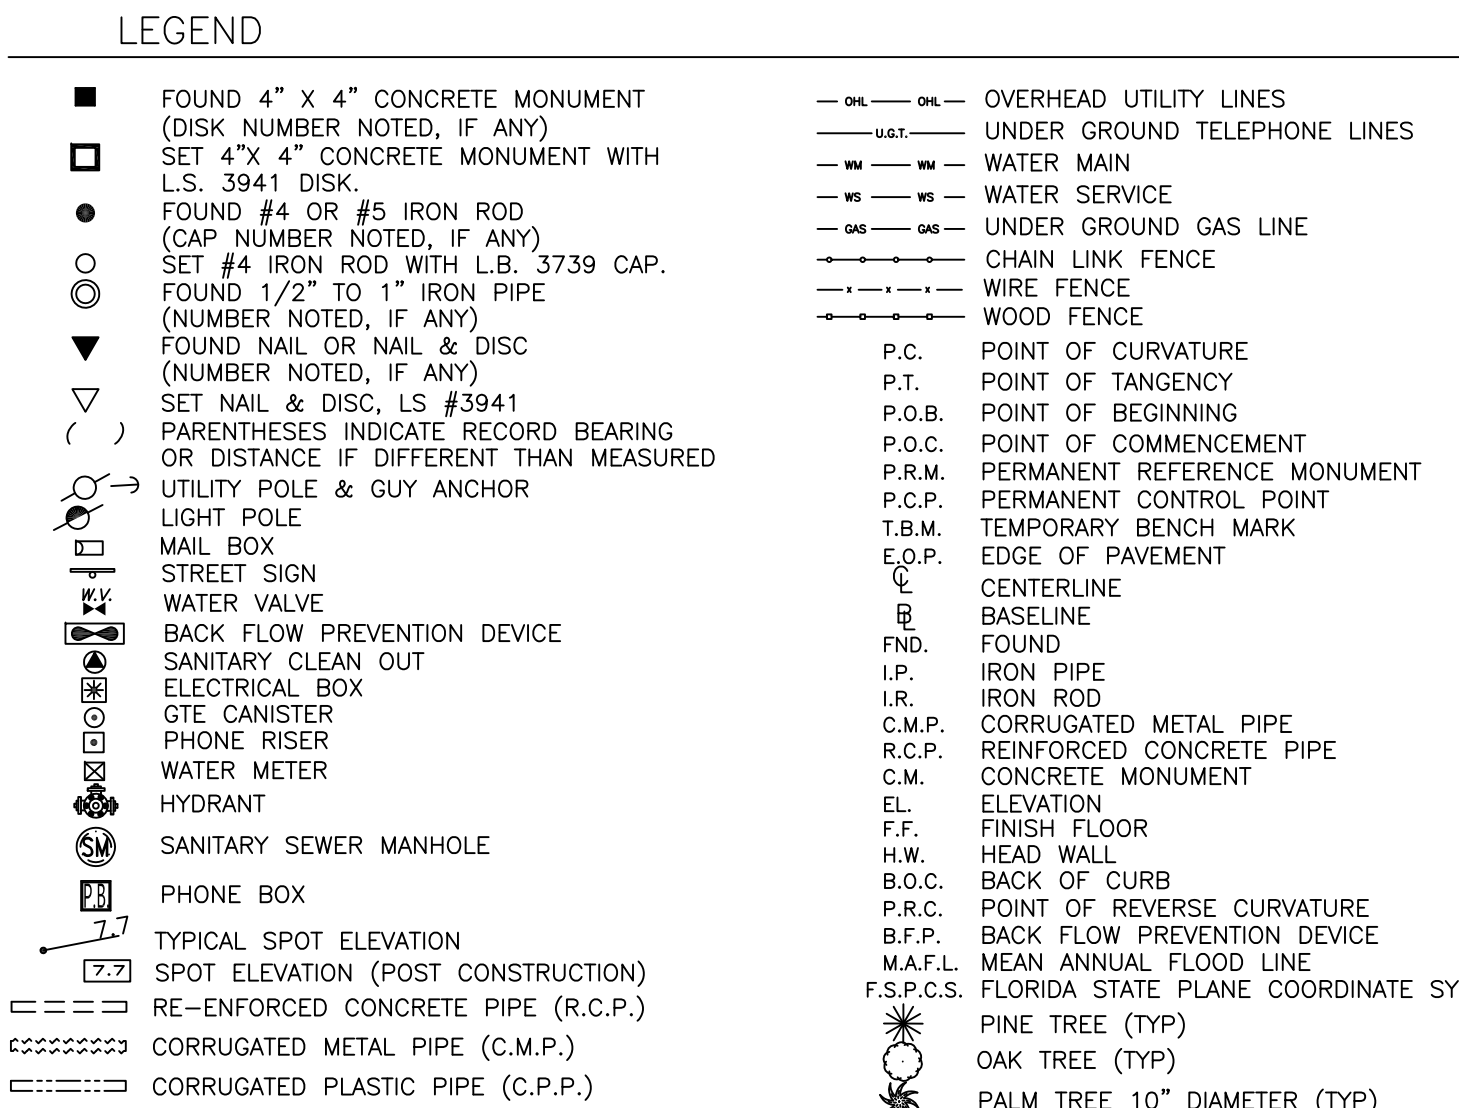 LEGEND
FOUND 4" X 4" CONCRETE MONUMENT
(DISK NUMBER NOTED, IF ANY)
SET 4"X 4" CONCRETE MONUMENT WITH
L.S. 3941 DISK.
FOUND #4 OR #5 IRON ROD
(CAP NUMBER NOTED, IF ANY)
SET #4 IRON ROD WITH L.B. 3739 CAP.
FOUND 1/2" TO 1" IRON PIPE
(NUMBER NOTED, IF ANY)
FOUND NAIL OR NAIL & DISC
(NUMBER NOTED, IF ANY)
SET NAIL & DISC, LS #3941
( ) PARENTHESES INDICATE RECORD BEARING
OR DISTANCE IF DIFFERENT THAN MEASURED
UTILITY POLE & GUY ANCHOR
LIGHT POLE
MAIL BOX
STREET SIGN
W.V. WATER VALVE
BACK FLOW PREVENTION DEVICE
SANITARY CLEAN OUT
ELECTRICAL BOX
GTE CANISTER
PHONE RISER
WATER METER
HYDRANT
SM SANITARY SEWER MANHOLE
P.B. PHONE BOX
7.7 TYPICAL SPOT ELEVATION
7.7 SPOT ELEVATION (POST CONSTRUCTION)
RE-ENFORCED CONCRETE PIPE (R.C.P.)
CORRUGATED METAL PIPE (C.M.P.)
CORRUGATED PLASTIC PIPE (C.P.P.)
OHL OHL OVERHEAD UTILITY LINES
U.G.T. UNDER GROUND TELEPHONE LINES
WM WM WATER MAIN
WS WS WATER SERVICE
GAS GAS UNDER GROUND GAS LINE
CHAIN LINK FENCE
x x x WIRE FENCE
WOOD FENCE
P.C. POINT OF CURVATURE
P.T. POINT OF TANGENCY
P.O.B. POINT OF BEGINNING
P.O.C. POINT OF COMMENCEMENT
P.R.M. PERMANENT REFERENCE MONUMENT
P.C.P. PERMANENT CONTROL POINT
T.B.M. TEMPORARY BENCH MARK
E.O.P. EDGE OF PAVEMENT
CL CENTERLINE
BL BASELINE
FND. FOUND
I.P. IRON PIPE
I.R. IRON ROD
C.M.P. CORRUGATED METAL PIPE
R.C.P. REINFORCED CONCRETE PIPE
C.M. CONCRETE MONUMENT
EL. ELEVATION
F.F. FINISH FLOOR
H.W. HEAD WALL
B.O.C. BACK OF CURB
P.R.C. POINT OF REVERSE CURVATURE
B.F.P. BACK FLOW PREVENTION DEVICE
M.A.F.L. MEAN ANNUAL FLOOD LINE
F.S.P.C.S. FLORIDA STATE PLANE COORDINATE SY
PINE TREE (TYP)
OAK TREE (TYP)
PALM TREE 10" DIAMETER (TYP)